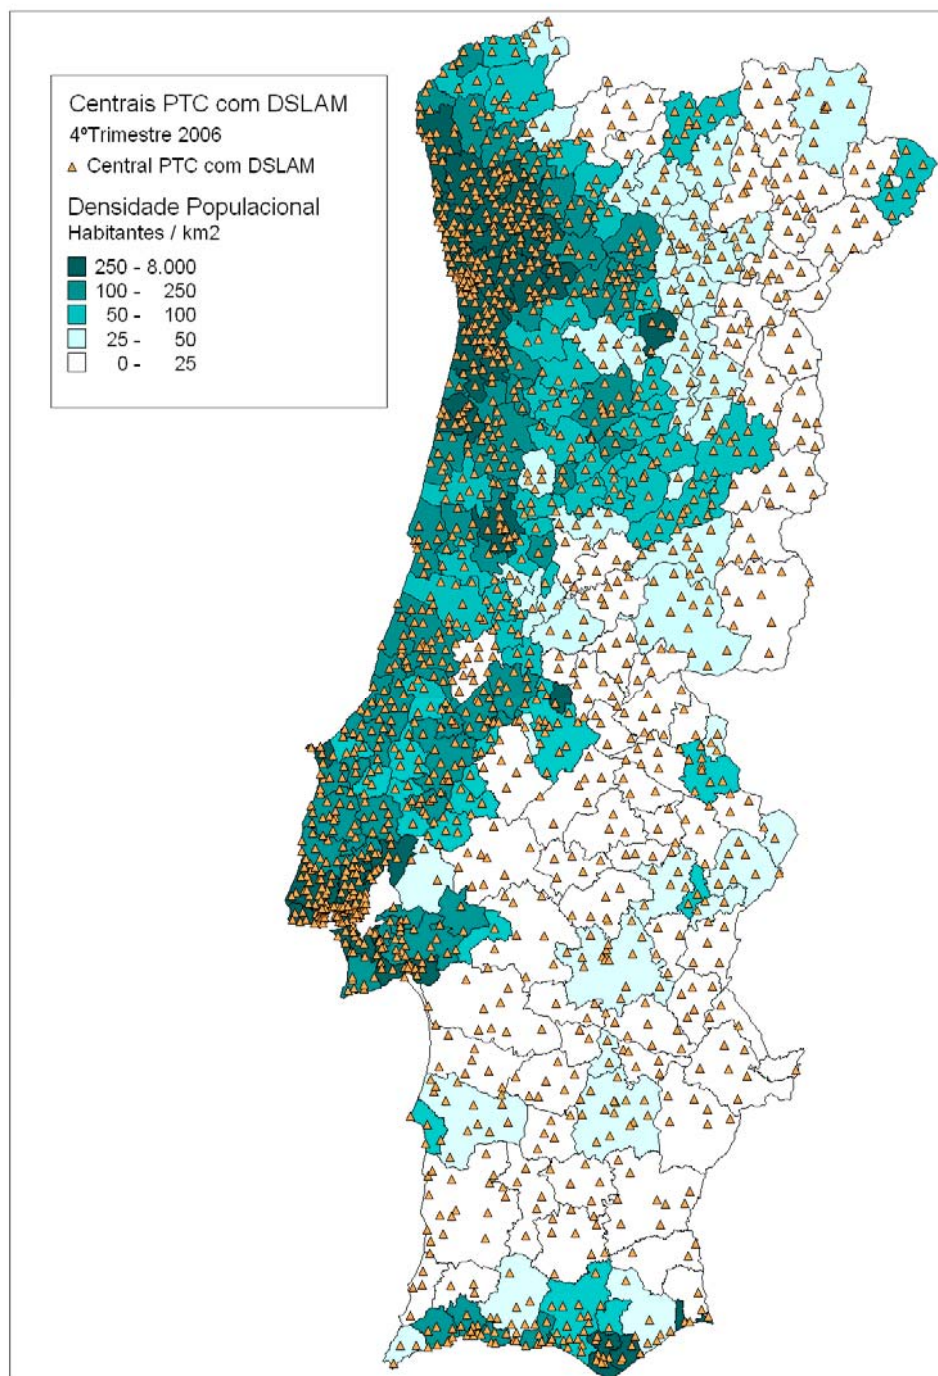 Centrais PTC com DSLAM
4ºTrimestre 2006
Central PTC com DSLAM
Densidade Populacional
Habitantes / km2
250 - 8.000
100 - 250
50 - 100
25 - 50
0 - 25